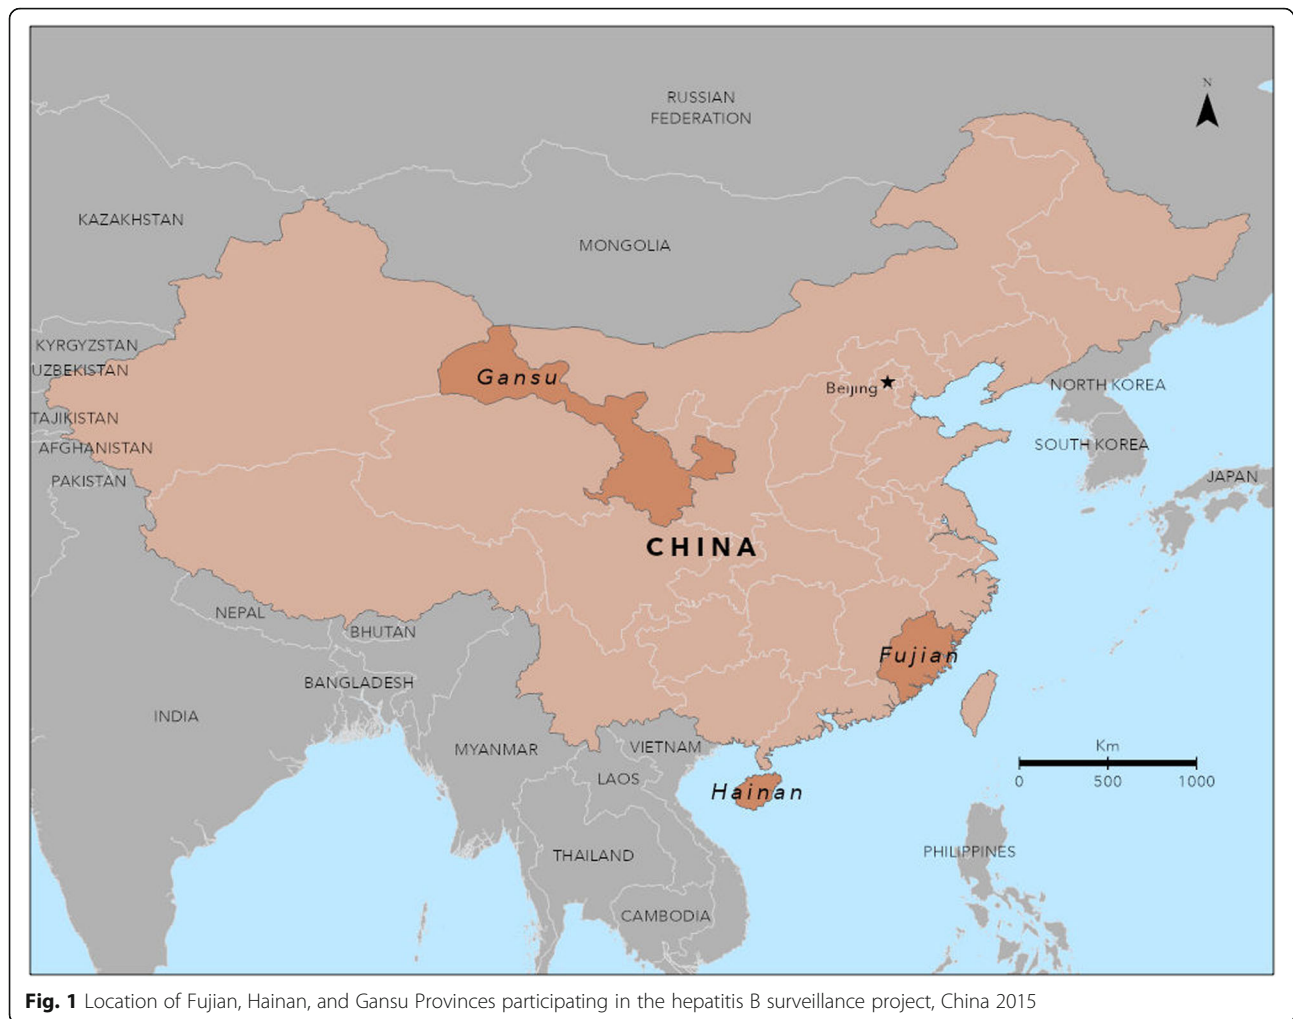 RUSSIAN
FEDERATION
N
KAZAKHSTAN
MONGOLIA
KYRGYZSTAN
UZBEKISTAN
Gansu
Beijing
NORTH KOREA
TAJIKISTAN
AFGHANISTAN
SOUTH KOREA
PAKISTAN
JAPAN
CHINA
NEPAL
BHUTAN
Fujian
BANGLADESH
INDIA
MYANMAR
VIETNAM
Km
LAOS
0 500 1000
Hainan
THAILAND
PHILIPPINES
CAMBODIA
Fig. 1 Location of Fujian, Hainan, and Gansu Provinces participating in the hepatitis B surveillance project, China 2015